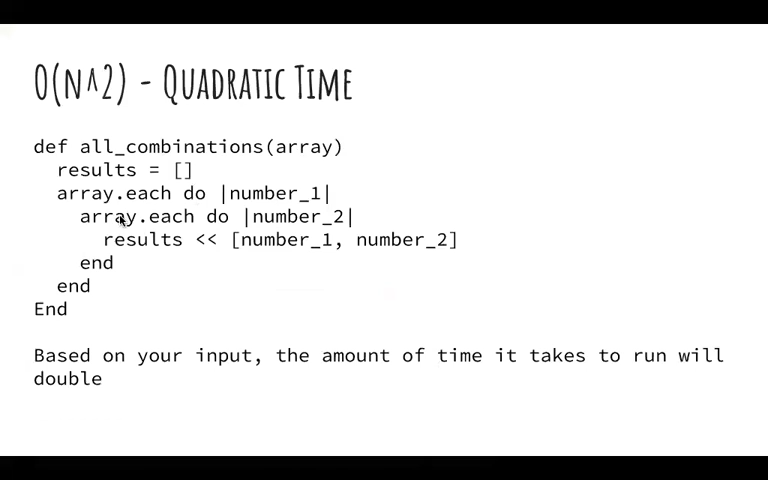 O(n^2) - Quadratic Time
def all_combinations(array)
  results = []
  array.each do |number_1|
    array.each do |number_2|
      results << [number_1, number_2]
    end
  end
End
Based on your input, the amount of time it takes to run will
double